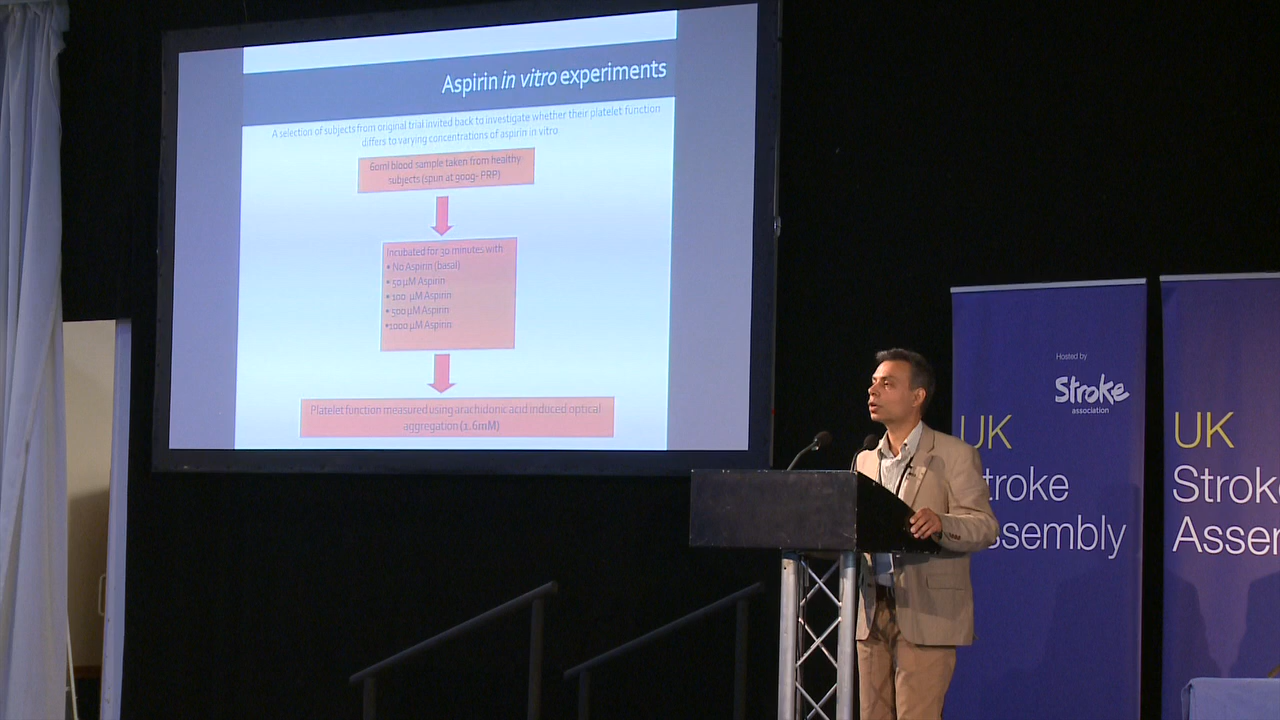 Aspirin in vitro experiments
A selection of subjects from original trial invited back to investigate whether their platelet function
differs to varying concentrations of aspirin in vitro
60ml blood sample taken from healthy
subjects (spun at 900g- PRP)
Incubated for 30 minutes with
• No Aspirin (basal)
• 50 µM Aspirin
• 100 µM Aspirin
• 500 µM Aspirin
•1000 µM Aspirin
Platelet function measured using arachidonic acid induced optical
aggregation (1.6mM)
Hosted by
Stroke
association
UK
troke
ssembly
UK
Stroke
Assem